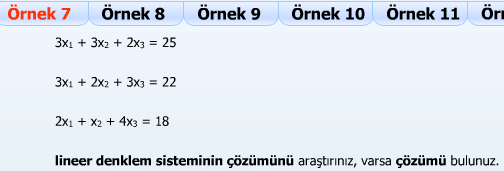 Örnek 7 Örnek 8 Örnek 9 Örnek 10 Örnek 11 Örn
3x₁ + 3x₂ + 2x₃ = 25
3x₁ + 2x₂ + 3x₃ = 22
2x₁ + x₂ + 4x₃ = 18
lineer denklem sisteminin çözümünü araştırınız, varsa çözümü bulunuz.